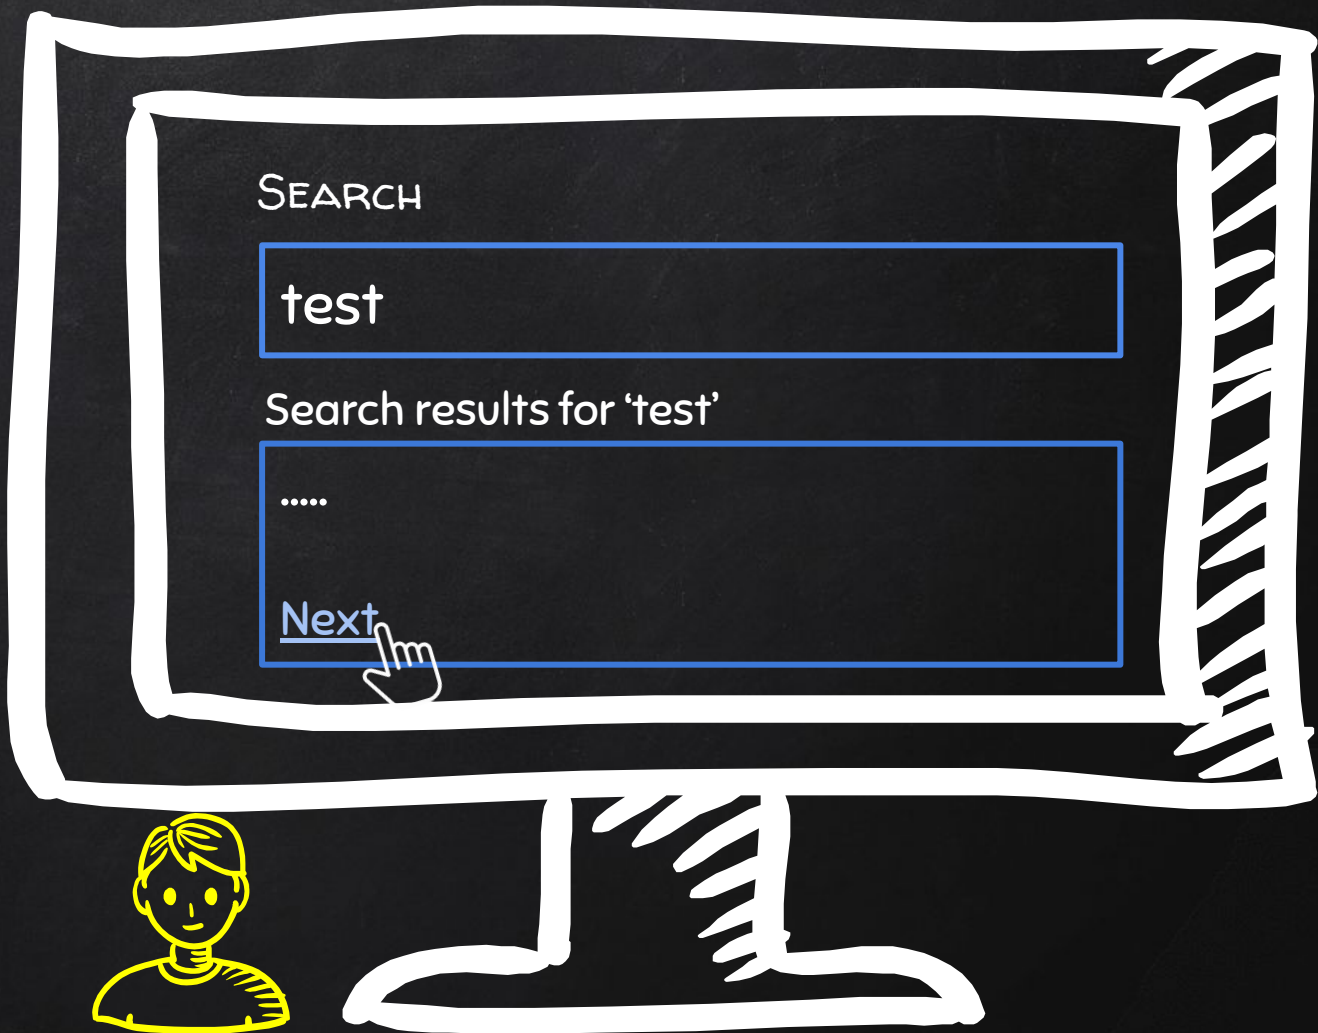 Search
test
Search results for ‘test’
.....
Next